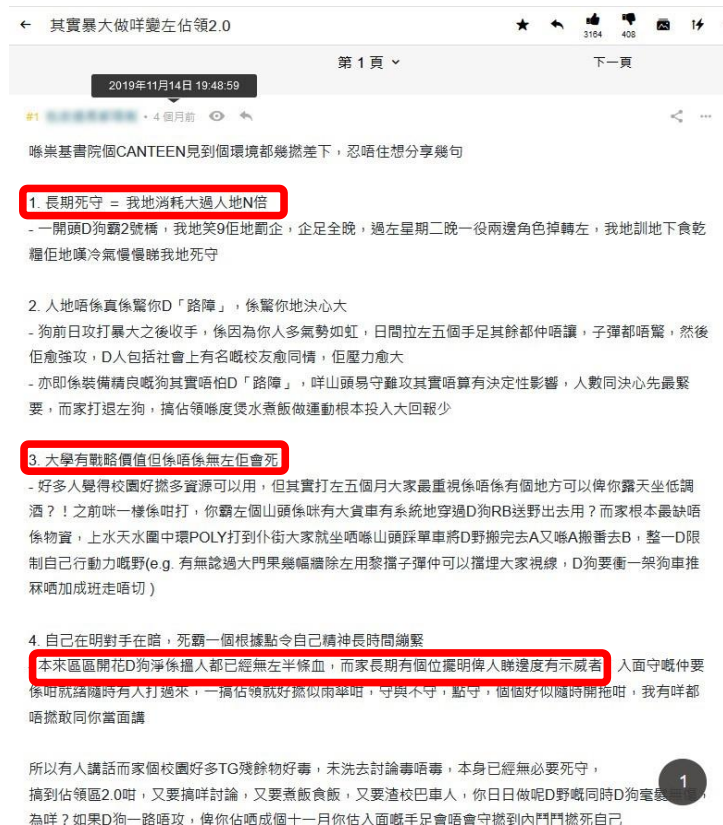 ← 其實暴大做咩變左佔領2.0
3164 408
第 1 頁 下一頁
2019年11月14日 19:48:59
#1 • 4 個月前
喺崇基書院個CANTEEN見到個環境都幾撚差下，忍唔住想分享幾句
1. 長期死守 = 我地消耗大過人地N倍
- 一開頭D狗霸2號橋，我地笑9佢地罰企，企足全晚，過左星期二晚一役兩邊角色掉轉左，我地訓地下食乾
糧佢地嘆冷氣慢慢睇我地死守
2. 人地唔係真係驚你D「路障」，係驚你地決心大
- 狗前日攻打暴大之後收手，係因為你人多氣勢如虹，日間拉左五個手足其餘都仲唔讓，子彈都唔驚，然後
佢愈強攻，D人包括社會上有名嘅校友愈同情，佢壓力愈大
- 亦即係裝備精良嘅狗其實唔怕D「路障」，咩山頭易守難攻其實唔算有決定性影響，人數同決心先最緊
要，而家打退左狗，搞佔領喺度煲水煮飯做運動根本投入大回報少
3. 大學有戰略價值但係唔係無左佢會死
- 好多人覺得校園好撚多資源可以用，但其實打左五個月大家最重視係唔係有個地方可以俾你露天坐低調
酒？！之前咪一樣係咁打，你霸左個山頭係咪有大貨車有系統地穿過D狗RB送野出去用？而家根本最缺唔
係物資，上水天水圍中環POLY打到仆街大家就坐哂喺山頭踩單車將D野搬完去A又喺A搬番去B，整一D限
制自己行動力嘅野(e.g. 有無諗過大門果幾幅牆除左用黎擋子彈仲可以擋埋大家視線，D狗要衝一架狗車推
冧哂加成班走唔切 )
4. 自己在明對手在暗，死霸一個根據點令自己精神長時間繃緊
本來區區開花D狗淨係搵人都已經無左半條血，而家長期有個位擺明俾人睇邊度有示威者，入面守嘅仲要
係咁就緒隨時有人打過來，一搞佔領就好撚似雨傘咁，守與不守，點守，個個好似隨時開拖咁，我有咩都
唔撚敢同你當面講
所以有人講話而家個校園好多TG殘餘物好毒，未洗去討論毒唔毒，本身已經無必要死守，
搞到佔領區2.0咁，又要搞咩討論，又要煮飯食飯，又要渣校巴車人，你日日做呢D野嘅同時D狗毫
為咩？如果D狗一路唔攻，俾你佔哂成個十一月你估入面嘅手足會唔會守撚到內鬥鬥撚死自己
1